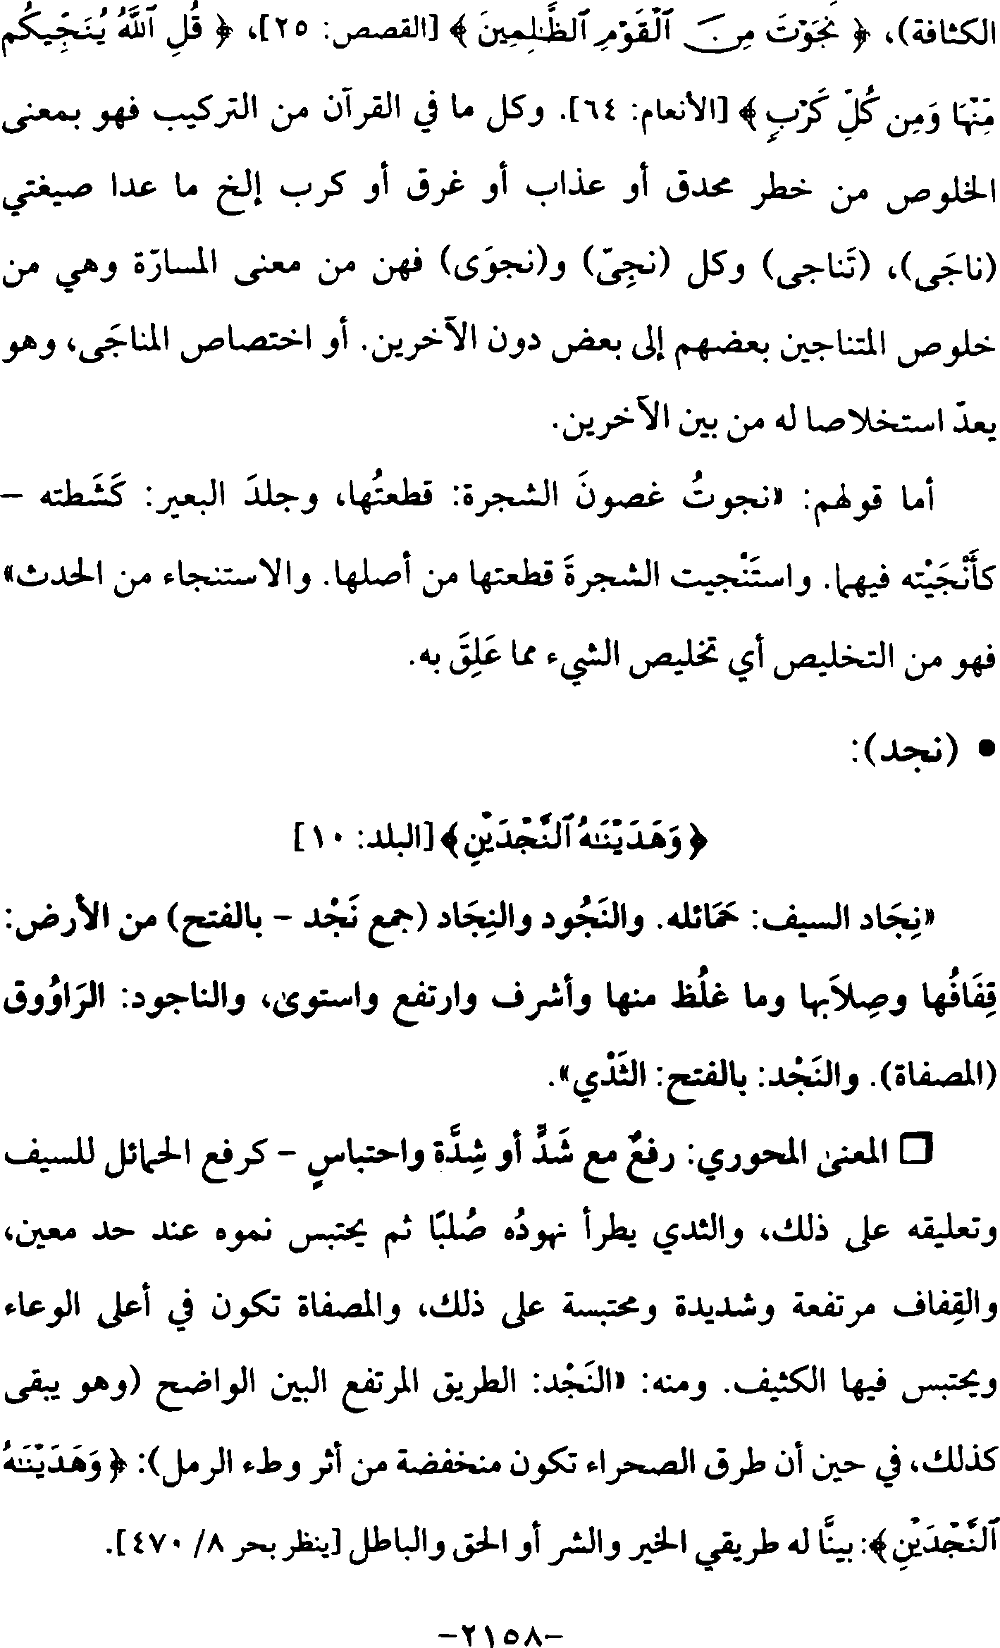 الكثافة)، ﴿ نَجَوْتَ مِنَ ٱلْقَوْمِ ٱلظَّٰلِمِينَ ﴾ [القصص: ٢٥]، ﴿ قُلِ ٱللَّهُ يُنَجِّيكُم
مِّنْهَا وَمِن كُلِّ كَرْبٍ﴾ [الأنعام: ٦٤]. وكل ما في القرآن من التركيب فهو بمعنى
الخلوص من خطر محدق أو عذاب أو غرق أو كرب إلخ ما عدا صيغتي
(ناجَى)، (تَناجى) وكل (نجِىّ) و(نجوَى) فهن من معنى المسارّة وهي من
خلوص المتناجين بعضهم إلى بعض دون الآخرين. أو اختصاص المناجَى، وهو
يعدّ استخلاصا له من بين الآخرين.
أما قولهم: «نجوتُ غصونَ الشجرة: قطعتُها، وجلدَ البعير: كَشَطته –
كأَنْجَيْته فيهما. واستَنْجيت الشجرةَ قطعتها من أصلها. والاستنجاء من الحدث»
فهو من التخليص أي تخليص الشيء مما عَلِقَ به.
• (نجد):
﴿ وَهَدَيْنَٰهُ ٱلنَّجْدَيْنِ﴾ [البلد: ١٠]
«نِجَاد السيف: حَمَائله. والنَجُود والنِجَاد (جمع نَجْد – بالفتح) من الأرض:
قِفَافُها وصِلاَبها وما غلُظ منها وأشرف وارتفع واستوى، والناجود: الرَاوُوق
(المصفاة). والنَجْد: بالفتح: الثَدْي».
❒ المعنى المحوري: رفعٌ مع شَدٍّ أو شِدَّة واحتباسٍ – كرفع الحمائل للسيف
وتعليقه على ذلك، والثدي يطرأ نهودُه صُلبًا ثم يحتبس نموه عند حد معين،
والقِفاف مرتفعة وشديدة ومحتبسة على ذلك، والمصفاة تكون في أعلى الوعاء
ويحتبس فيها الكثيف. ومنه: «النَجْد: الطريق المرتفع البين الواضح (وهو يبقى
كذلك، في حين أن طرق الصحراء تكون منخفضة من أثر وطء الرمل): ﴿ وَهَدَيْنَٰهُ
ٱلنَّجْدَيْنِ﴾: بينَّا له طريقي الخير والشر أو الحق والباطل [ينظر بحر ٨/ ٤٧٠].
–٢١٥٨–